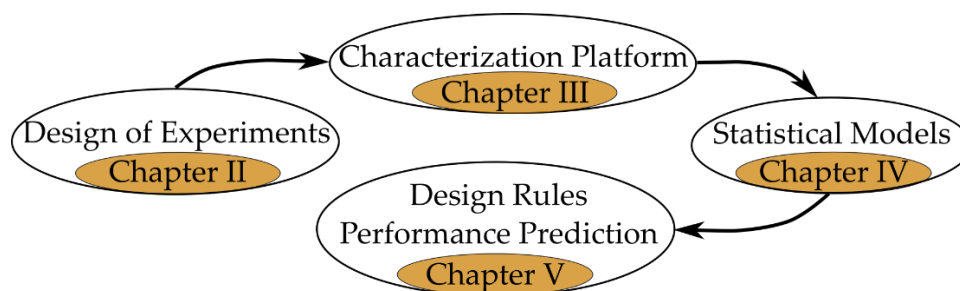 Design of Experiments
Chapter II
Characterization Platform
Chapter III
Statistical Models
Chapter IV
Design Rules
Performance Prediction
Chapter V